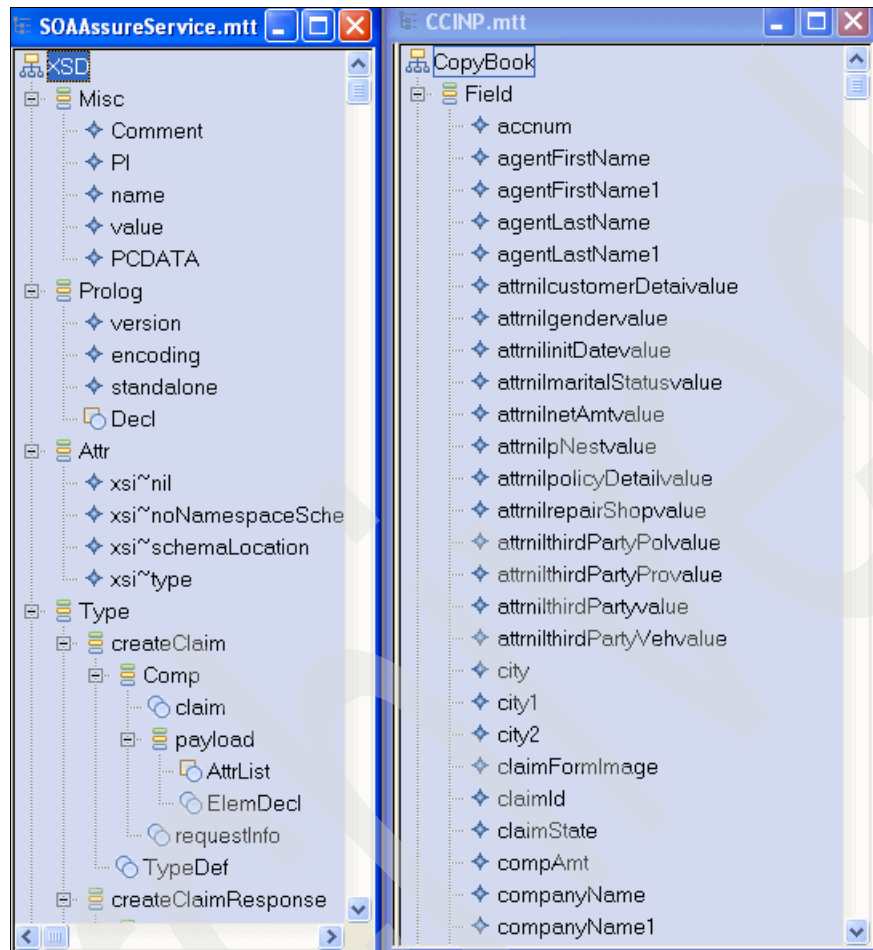 SOAAssureService.mtt
XSD
Misc
Comment
PI
name
value
PCDATA
Prolog
version
encoding
standalone
Decl
Attr
xsi~nil
xsi~noNamespaceSche
xsi~schemaLocation
xsi~type
Type
createClaim
Comp
claim
payload
AttrList
ElemDecl
requestInfo
TypeDef
createClaimResponse
CCINP.mtt
CopyBook
Field
accnum
agentFirstName
agentFirstName1
agentLastName
agentLastName1
attrnilcustomerDetaivalue
attrnilgendervalue
attrnilinitDatevalue
attrnilmaritalStatusvalue
attrnilnetAmtvalue
attrnilpNestvalue
attrnilpolicyDetailvalue
attrnilrepairShopvalue
attrnilthirdPartyPolvalue
attrnilthirdPartyProvalue
attrnilthirdPartyvalue
attrnilthirdPartyVehvalue
city
city1
city2
claimFormImage
claimId
claimState
compAmt
companyName
companyName1